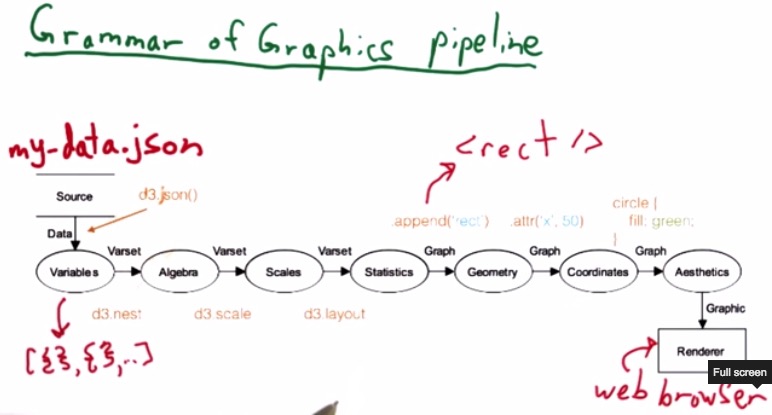 Grammar of Graphics pipeline
my-data.json
<rect />
Source
d3.json()
.append('rect')
.attr('x', 50)
circle {
fill: green;
}
Data
Varset
Varset
Varset
Graph
Graph
Graph
Variables
Algebra
Scales
Statistics
Geometry
Coordinates
Aesthetics
d3.nest
d3.scale
d3.layout
Graphic
[{},{},..]
Renderer
Full screen
web browser